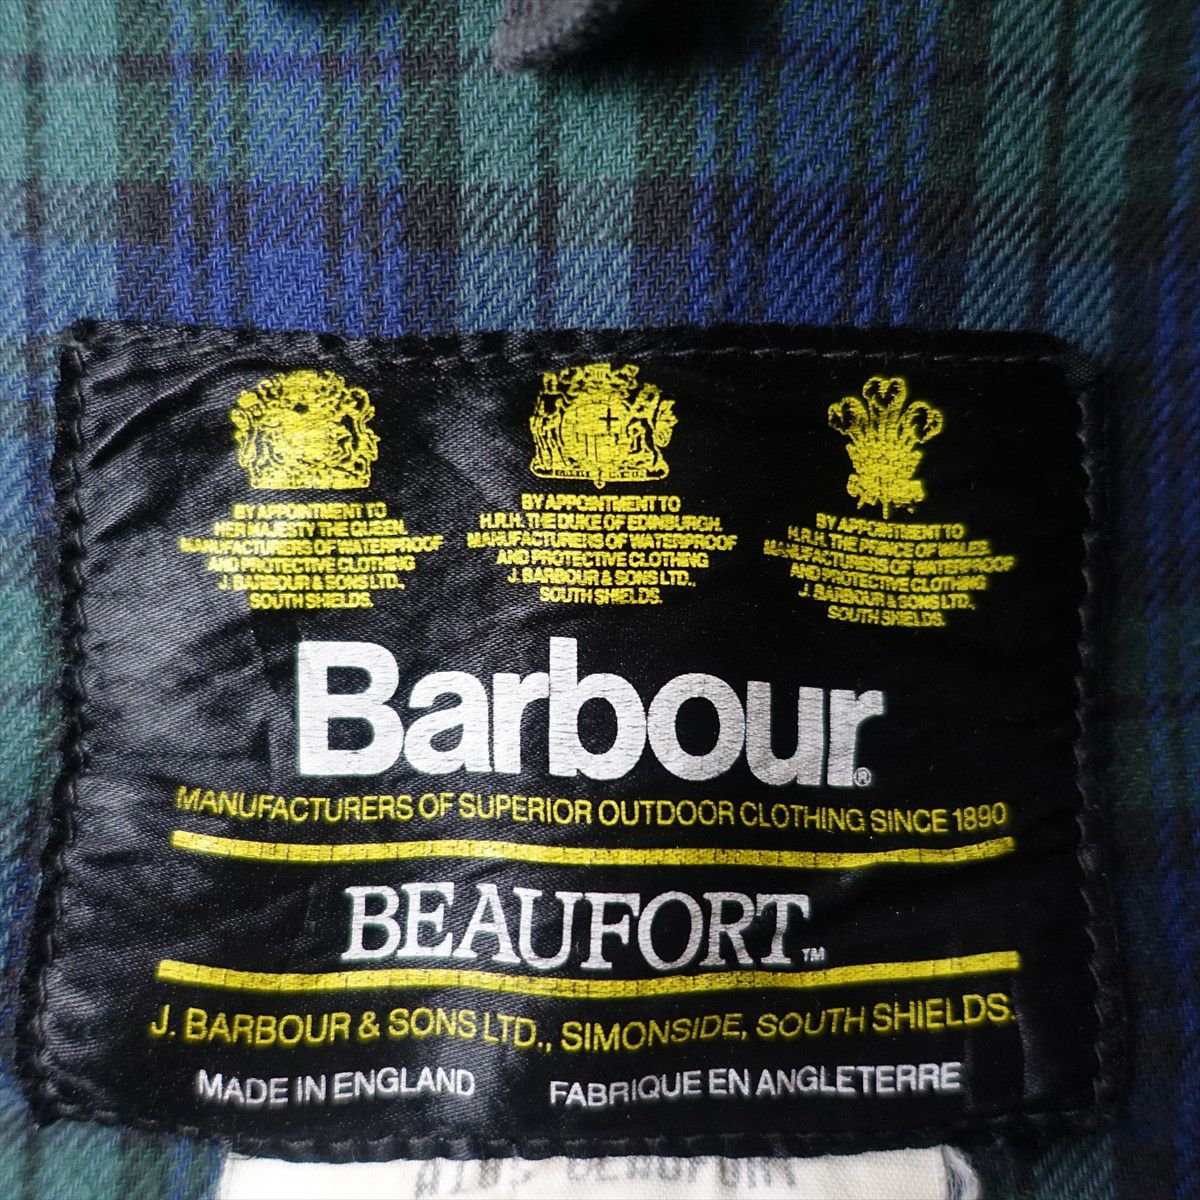 BY APPOINTMENT TO
HER MAJESTY THE QUEEN.
MANUFACTURERS OF WATERPROOF
AND PROTECTIVE CLOTHING
J. BARBOUR & SONS LTD.,
SOUTH SHIELDS.
BY APPOINTMENT TO
H.R.H. THE DUKE OF EDINBURGH.
MANUFACTURERS OF WATERPROOF
AND PROTECTIVE CLOTHING
J. BARBOUR & SONS LTD.,
SOUTH SHIELDS.
BY APPOINTMENT TO
H.R.H. THE PRINCE OF WALES.
MANUFACTURERS OF WATERPROOF
AND PROTECTIVE CLOTHING
J. BARBOUR & SONS LTD.,
SOUTH SHIELDS.
Barbour®
MANUFACTURERS OF SUPERIOR OUTDOOR CLOTHING SINCE 1890
BEAUFORT™
J. BARBOUR & SONS LTD., SIMONSIDE, SOUTH SHIELDS.
MADE IN ENGLAND FABRIQUE EN ANGLETERRE
BEAUFORT